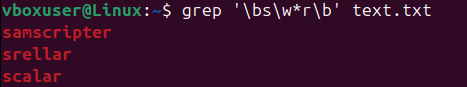 vboxuser@Linux:~$ grep '\bs\w*r\b' text.txt
samscripter
srellar
scalar